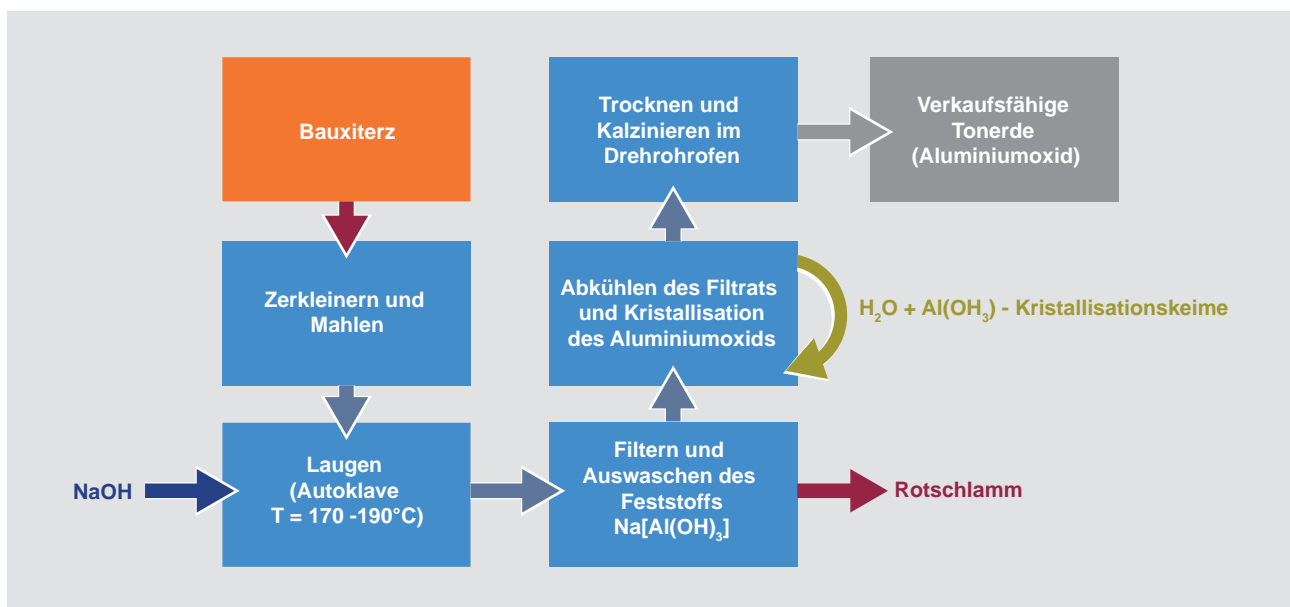 Bauxiterz
Zerkleinern und
Mahlen
NaOH
Laugen
(Autoklave
T = 170 -190°C)
Filtern und
Auswaschen des
Feststoffs
Na[Al(OH)₃]
Rotschlamm
Abkühlen des Filtrats
und Kristallisation
des Aluminiumoxids
H₂O + Al(OH₃) - Kristallisationskeime
Trocknen und
Kalzinieren im
Drehrohrofen
Verkaufsfähige
Tonerde
(Aluminiumoxid)